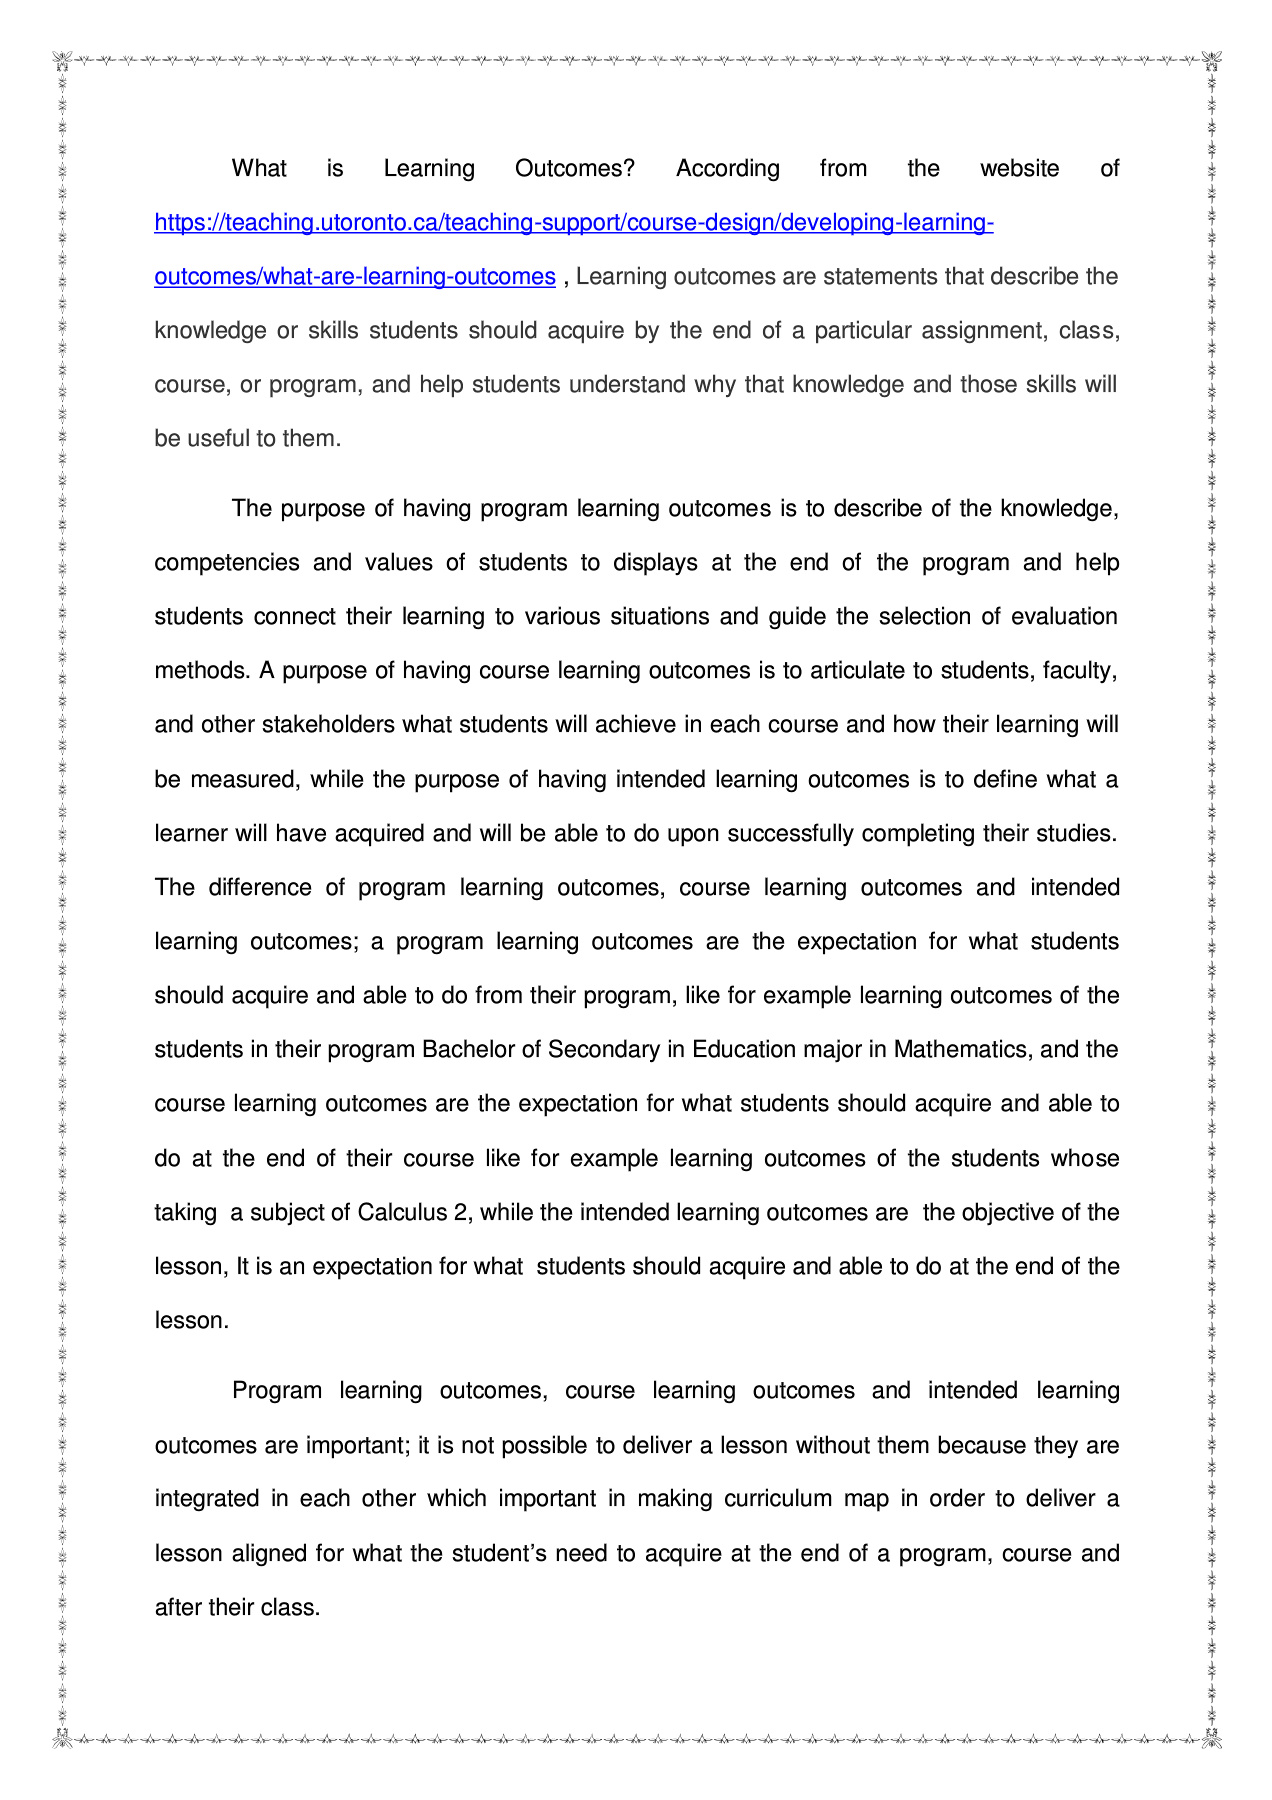 What is Learning Outcomes? According from the website of
https://teaching.utoronto.ca/teaching-support/course-design/developing-learning-
outcomes/what-are-learning-outcomes , Learning outcomes are statements that describe the
knowledge or skills students should acquire by the end of a particular assignment, class,
course, or program, and help students understand why that knowledge and those skills will
be useful to them.
The purpose of having program learning outcomes is to describe of the knowledge,
competencies and values of students to displays at the end of the program and help
students connect their learning to various situations and guide the selection of evaluation
methods. A purpose of having course learning outcomes is to articulate to students, faculty,
and other stakeholders what students will achieve in each course and how their learning will
be measured, while the purpose of having intended learning outcomes is to define what a
learner will have acquired and will be able to do upon successfully completing their studies.
The difference of program learning outcomes, course learning outcomes and intended
learning outcomes; a program learning outcomes are the expectation for what students
should acquire and able to do from their program, like for example learning outcomes of the
students in their program Bachelor of Secondary in Education major in Mathematics, and the
course learning outcomes are the expectation for what students should acquire and able to
do at the end of their course like for example learning outcomes of the students whose
taking a subject of Calculus 2, while the intended learning outcomes are the objective of the
lesson, It is an expectation for what students should acquire and able to do at the end of the
lesson.
Program learning outcomes, course learning outcomes and intended learning
outcomes are important; it is not possible to deliver a lesson without them because they are
integrated in each other which important in making curriculum map in order to deliver a
lesson aligned for what the student’s need to acquire at the end of a program, course and
after their class.